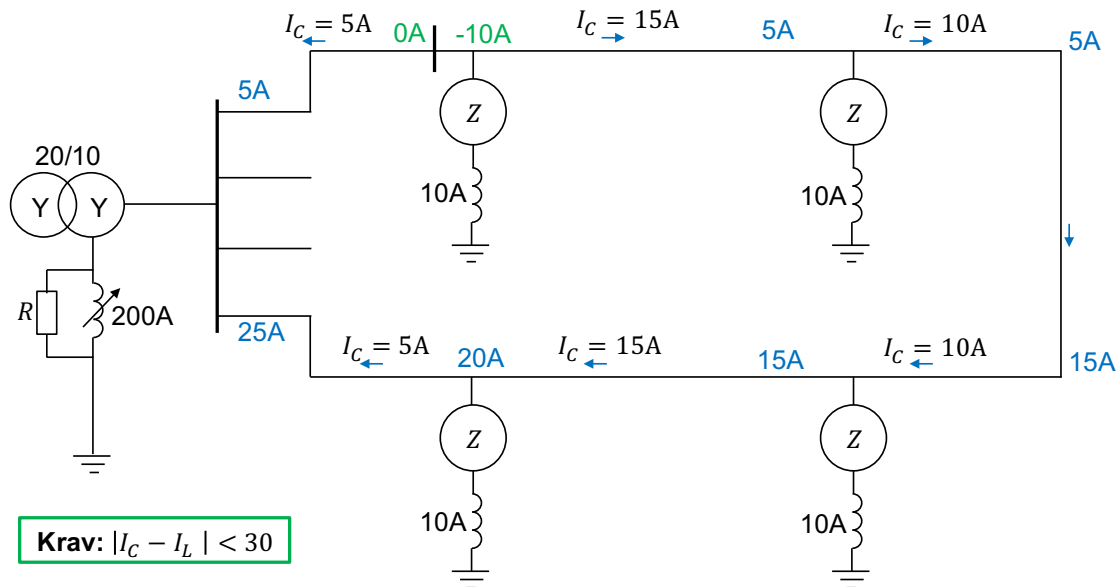 I_C = 5A
0A
-10A
I_C = 15A
5A
I_C = 10A
5A
5A
Z
Z
20/10
Y
Y
10A
10A
R
200A
25A
I_C = 5A
20A
I_C = 15A
15A
I_C = 10A
15A
Z
Z
10A
10A
Krav: |I_C − I_L | < 30